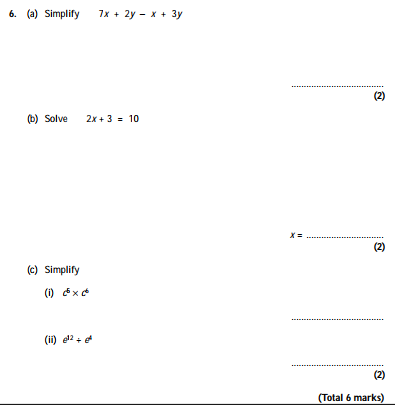 6. (a) Simplify 7x + 2y – x + 3y
(2)
(b) Solve 2x + 3 = 10
x =
(2)
(c) Simplify
(i) c⁵ × c⁶
(ii) e¹² ÷ e⁴
(2)
(Total 6 marks)